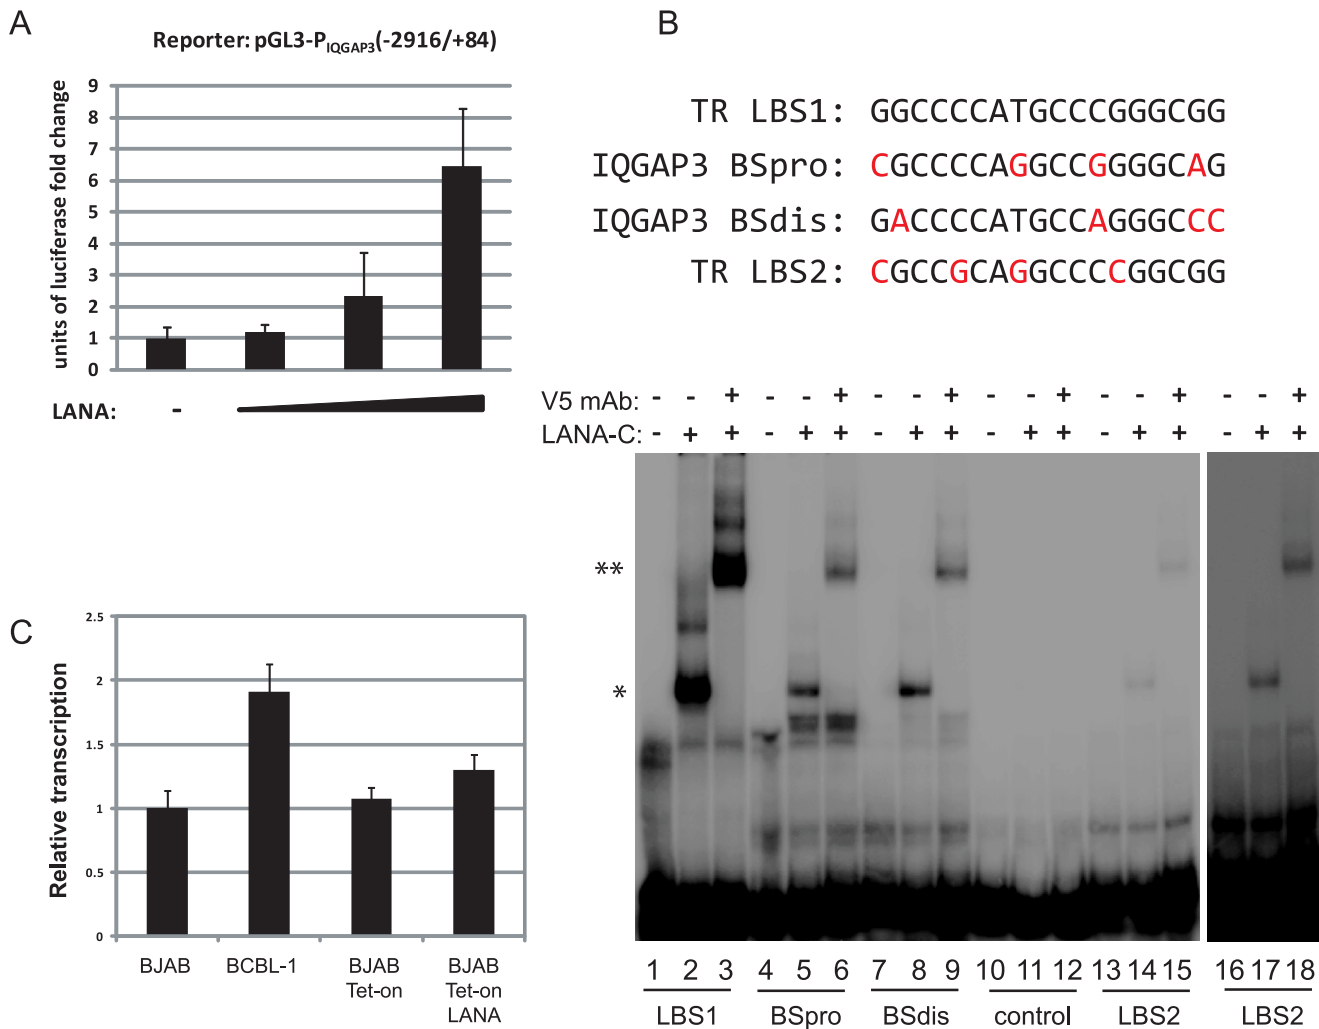 A
Reporter: pGL3-PIQGAP3(-2916/+84)
units of luciferase fold change
9
8
7
6
5
4
3
2
1
0
LANA: -
B
TR LBS1: GGCCCCATGCCCGGGCGG
IQGAP3 BSpro: CGCCCCAGGCCGGGGCAG
IQGAP3 BSdis: GACCCCATGCCAGGGCCC
TR LBS2: CGCCGCAGGCCCCGGCGG
V5 mAb: - - + - - + - - + - - + - - + - - +
LANA-C: - + + - + + - + + - + + - + + - + +
**
*
1 2 3 4 5 6 7 8 9 10 11 12 13 14 15 16 17 18
LBS1 BSpro BSdis control LBS2 LBS2
C
Relative transcription
2.5
2
1.5
1
0.5
0
BJAB BCBL-1 BJAB Tet-on BJAB Tet-on LANA